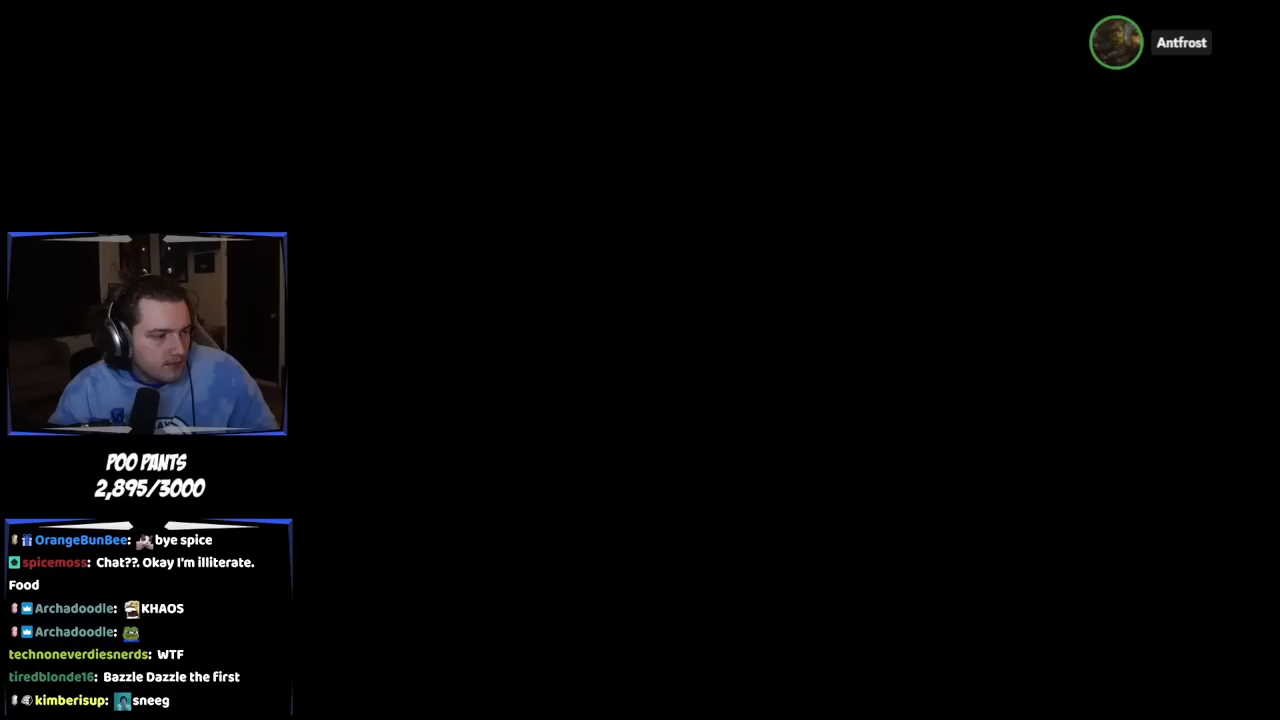 Antfrost
POO PANTS
2,895/3000
OrangeBunBee: bye spice
spicemoss: Chat??. Okay I'm illiterate.
Food
Archadoodle: KHAOS
Archadoodle:
technoneverdiesnerds: WTF
tiredblonde16: Bazzle Dazzle the first
kimberisup: sneeg